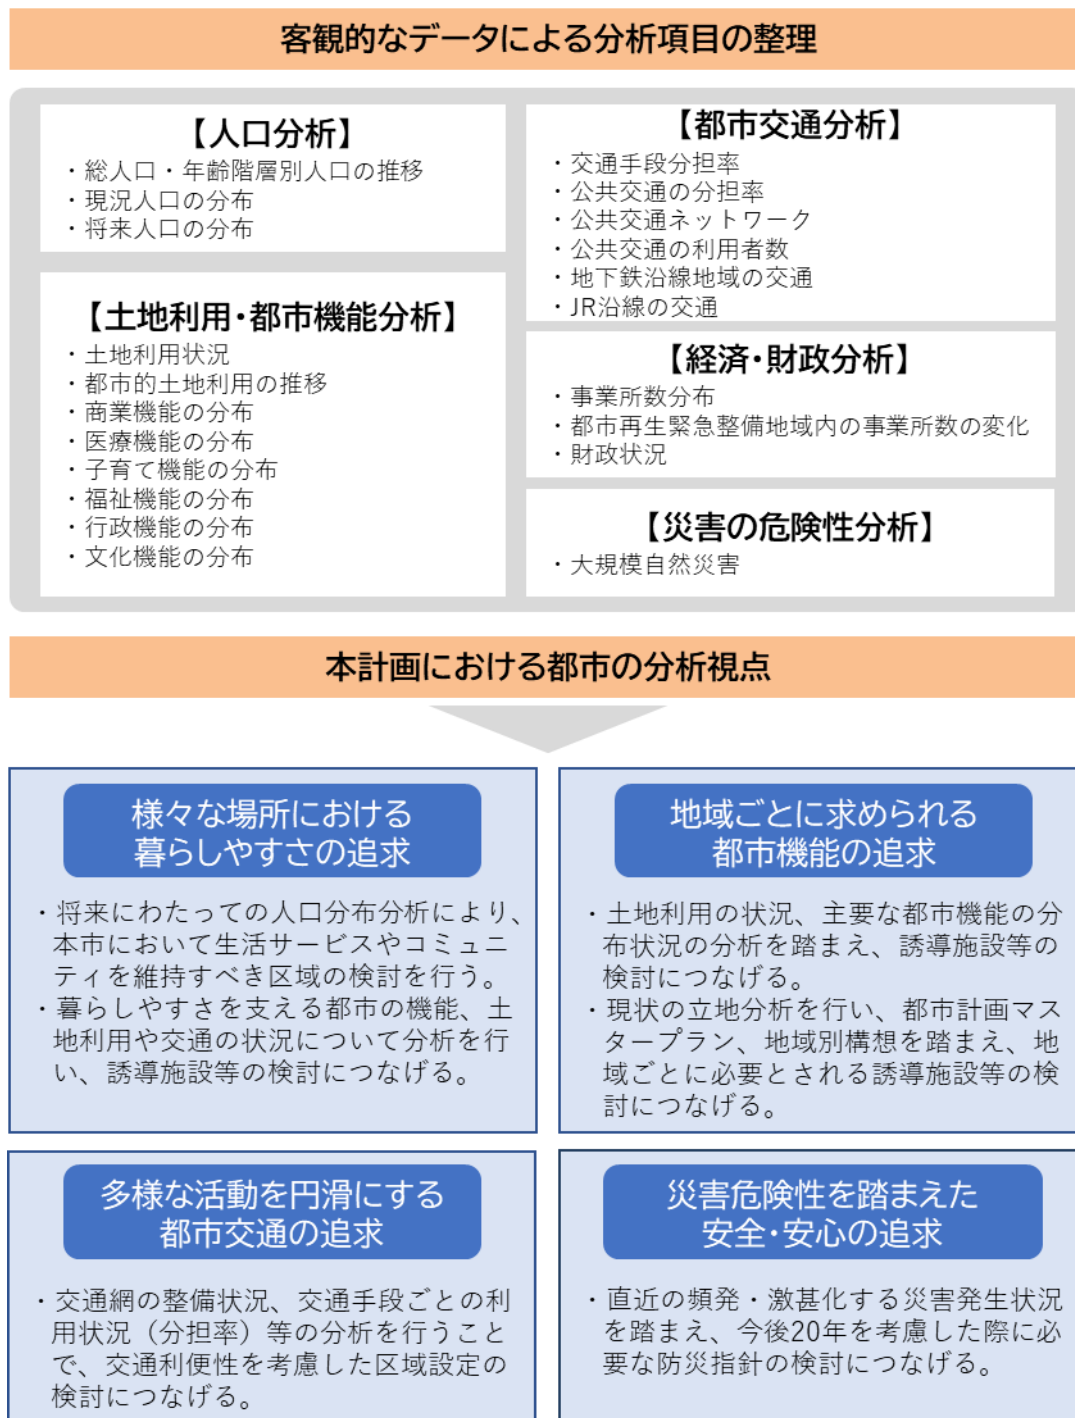 客観的なデータによる分析項目の整理
【人口分析】
・総人口・年齢階層別人口の推移
・現況人口の分布
・将来人口の分布
【土地利用・都市機能分析】
・土地利用状況
・都市的土地利用の推移
・商業機能の分布
・医療機能の分布
・子育て機能の分布
・福祉機能の分布
・行政機能の分布
・文化機能の分布
【都市交通分析】
・交通手段分担率
・公共交通の分担率
・公共交通ネットワーク
・公共交通の利用者数
・地下鉄沿線地域の交通
・JR沿線の交通
【経済・財政分析】
・事業所数分布
・都市再生緊急整備地域内の事業所数の変化
・財政状況
【災害の危険性分析】
・大規模自然災害
本計画における都市の分析視点
様々な場所における
暮らしやすさの追求
・将来にわたっての人口分布分析により、
本市において生活サービスやコミュニ
ティを維持すべき区域の検討を行う。
・暮らしやすさを支える都市の機能、土
地利用や交通の状況について分析を行
い、誘導施設等の検討につなげる。
地域ごとに求められる
都市機能の追求
・土地利用の状況、主要な都市機能の分
布状況の分析を踏まえ、誘導施設等の
検討につなげる。
・現状の立地分析を行い、都市計画マス
タープラン、地域別構想を踏まえ、地
域ごとに必要とされる誘導施設等の検
討につなげる。
多様な活動を円滑にする
都市交通の追求
・交通網の整備状況、交通手段ごとの利
用状況（分担率）等の分析を行うこと
で、交通利便性を考慮した区域設定の
検討につなげる。
災害危険性を踏まえた
安全・安心の追求
・直近の頻発・激甚化する災害発生状況
を踏まえ、今後20年を考慮した際に必
要な防災指針の検討につなげる。